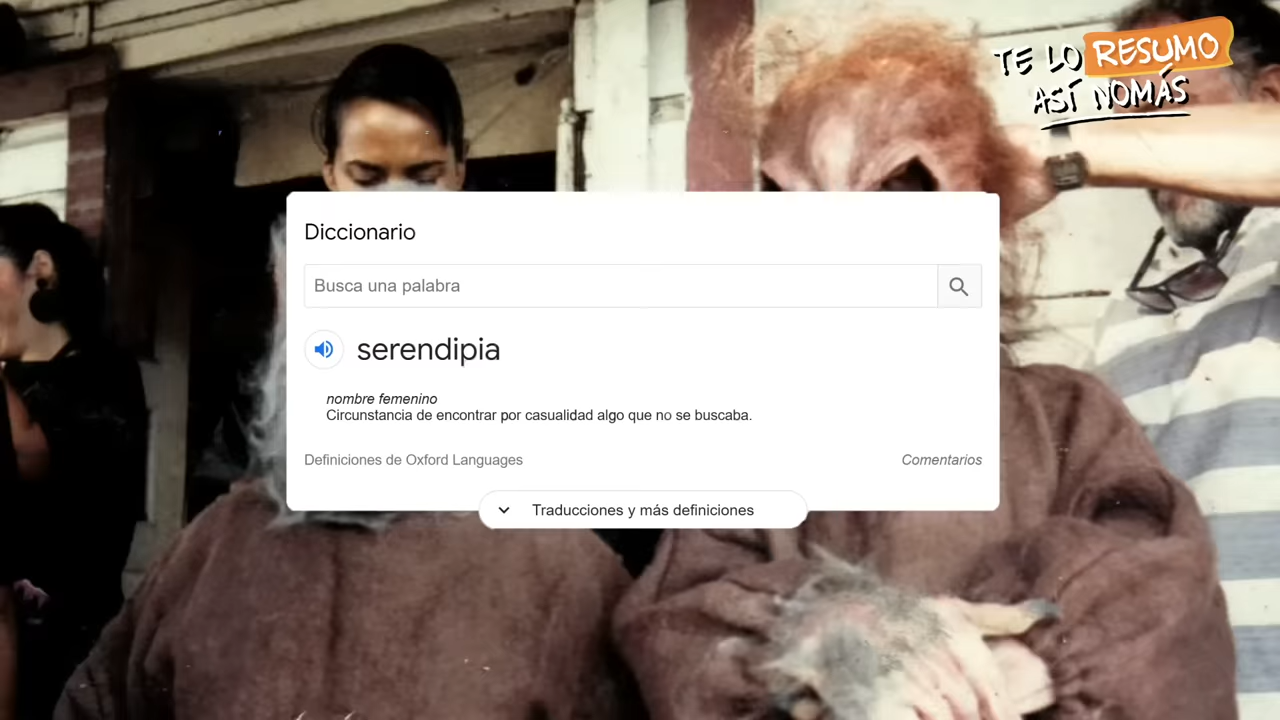 TE LO RESUMO
ASÍ NOMÁS
Diccionario
Busca una palabra
serendipia
nombre femenino
Circunstancia de encontrar por casualidad algo que no se buscaba.
Definiciones de Oxford Languages
Comentarios
Traducciones y más definiciones